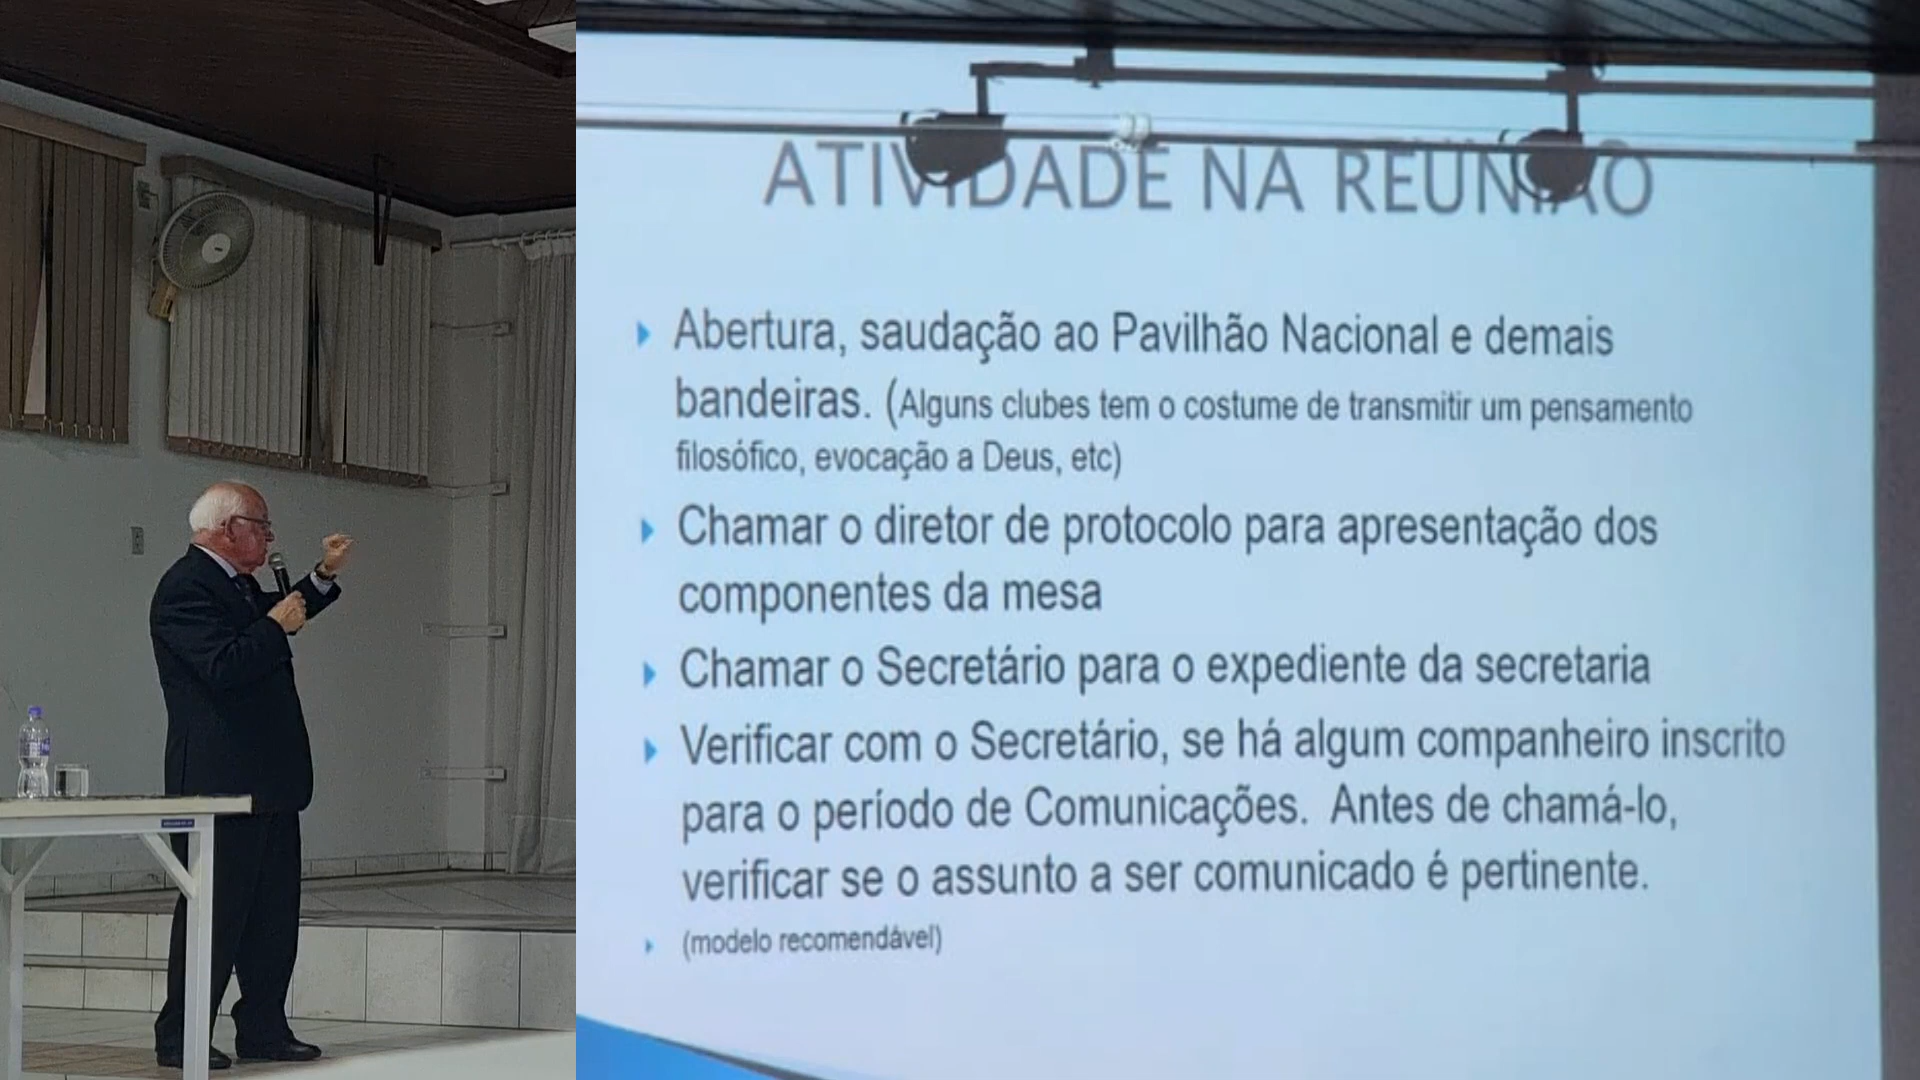 ATIVIDADE NA REUNIÃO
Abertura, saudação ao Pavilhão Nacional e demais
bandeiras. (Alguns clubes tem o costume de transmitir um pensamento
filosófico, evocação a Deus, etc)
Chamar o diretor de protocolo para apresentação dos
componentes da mesa
Chamar o Secretário para o expediente da secretaria
Verificar com o Secretário, se há algum companheiro inscrito
para o período de Comunicações. Antes de chamá-lo,
verificar se o assunto a ser comunicado é pertinente.
(modelo recomendável)